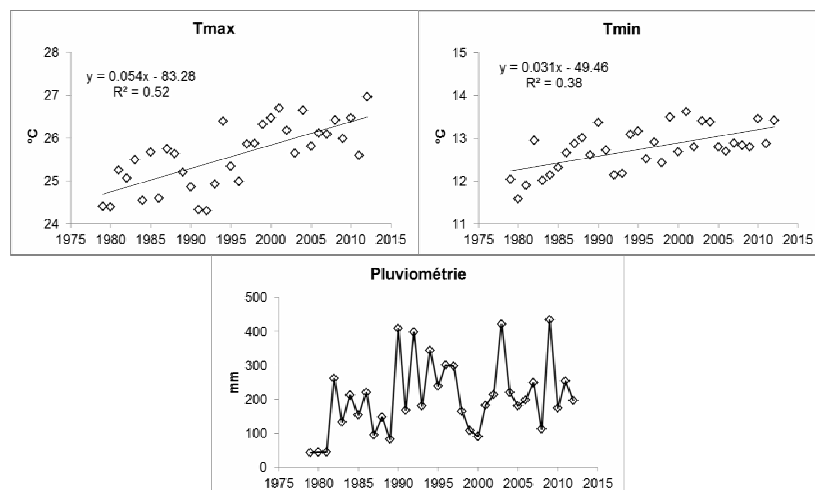 Tmax
28
27
26
25
24
°C
y = 0.054x - 83.28
R² = 0.52
1975 1980 1985 1990 1995 2000 2005 2010 2015
Tmin
15
14
13
12
11
°C
y = 0.031x - 49.46
R² = 0.38
1975 1980 1985 1990 1995 2000 2005 2010 2015
Pluviométrie
500
400
300
200
100
0
mm
1975 1980 1985 1990 1995 2000 2005 2010 2015